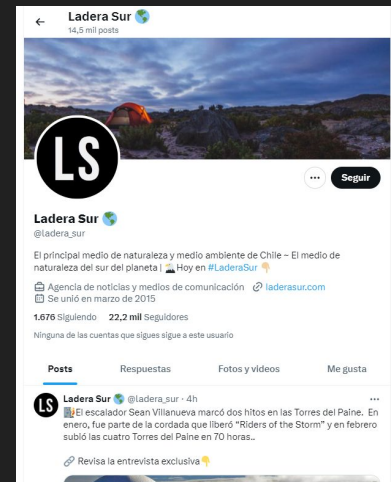 Ladera Sur 🌎
14,5 mil posts
LS
Seguir
Ladera Sur 🌎
@ladera_sur
El principal medio de naturaleza y medio ambiente de Chile – El medio de
naturaleza del sur del planeta | 🌋 Hoy en #LaderaSur 👇🏻
Agencia de noticias y medios de comunicación laderasur.com
Se unió en marzo de 2015
1.676 Siguiendo 22,2 mil Seguidores
Ninguna de las cuentas que sigues sigue a este usuario
Posts Respuestas Fotos y videos Me gusta
LS
Ladera Sur 🌎 @ladera_sur · 4h
🧗El escalador Sean Villanueva marcó dos hitos en las Torres del Paine. En
enero, fue parte de la cordada que liberó "Riders of the Storm" y en febrero
subió las cuatro Torres del Paine en 70 horas..
🔗 Revisa la entrevista exclusiva👇